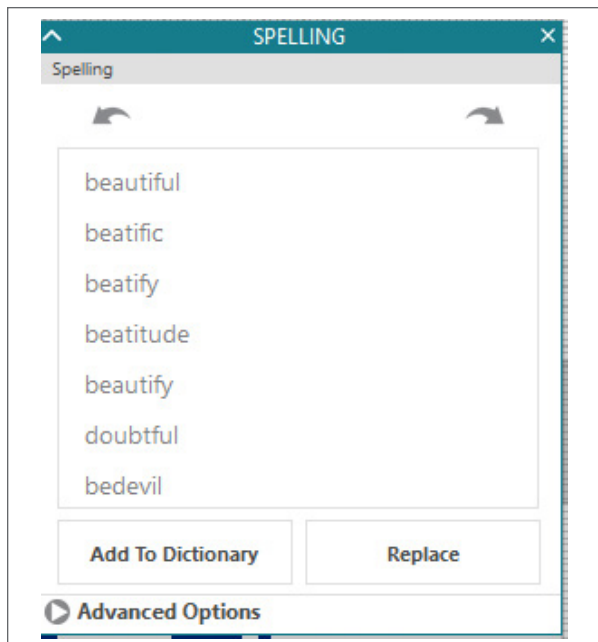 SPELLING
Spelling
beautiful
beatific
beatify
beatitude
beautify
doubtful
bedevil
Add To Dictionary Replace
Advanced Options